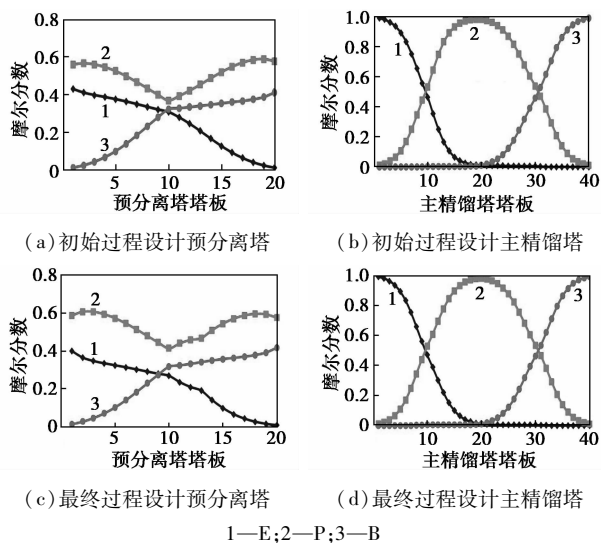 0.8
0.6
0.4
0.2
0
摩尔分数
2
1
3
5 10 15 20
预分离塔塔板
(a)初始过程设计预分离塔
1.0
0.8
0.6
0.4
0.2
0
摩尔分数
1
2
3
10 20 30 40
主精馏塔塔板
(b)初始过程设计主精馏塔
0.8
0.6
0.4
0.2
0
摩尔分数
2
1
3
5 10 15 20
预分离塔塔板
(c)最终过程设计预分离塔
1.0
0.8
0.6
0.4
0.2
0
摩尔分数
1
2
3
10 20 30 40
主精馏塔塔板
(d)最终过程设计主精馏塔
1—E;2—P;3—B